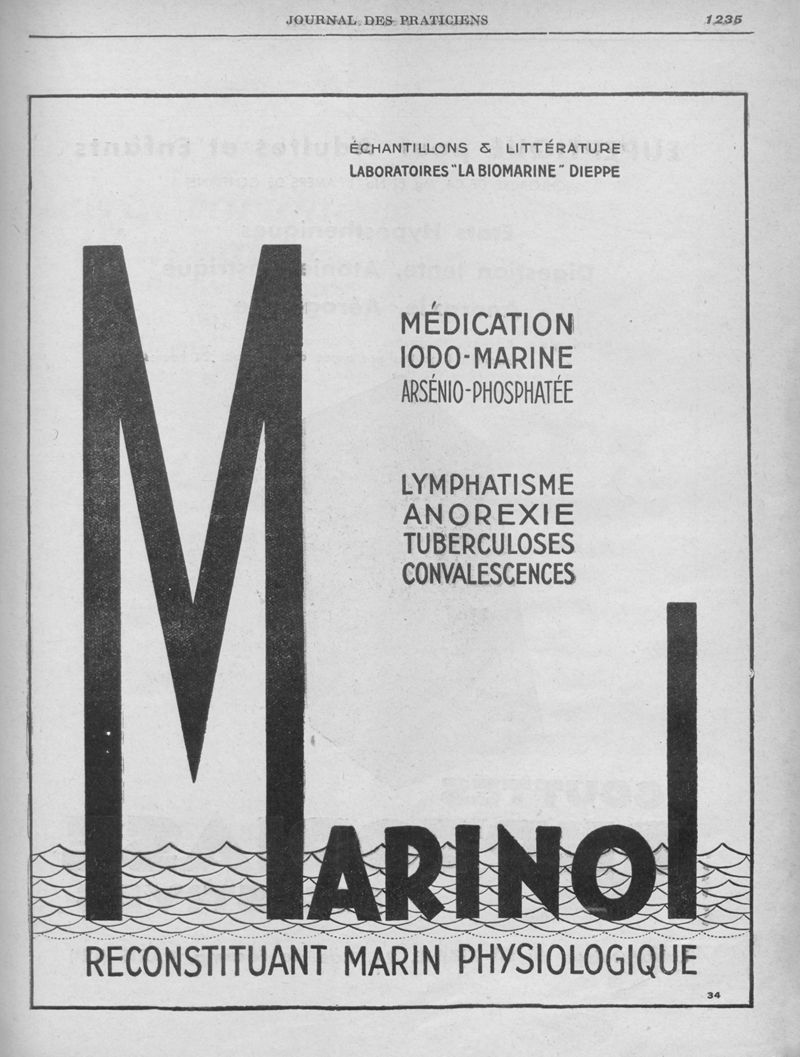 JOURNAL DES PRATICIENS 1235
ÉCHANTILLONS & LITTÉRATURE
LABORATOIRES "LA BIOMARINE" DIEPPE
MÉDICATION
IODO-MARINE
ARSÉNIO-PHOSPHATÉE
LYMPHATISME
ANOREXIE
TUBERCULOSES
CONVALESCENCES
MARINOl
RECONSTITUANT MARIN PHYSIOLOGIQUE
34